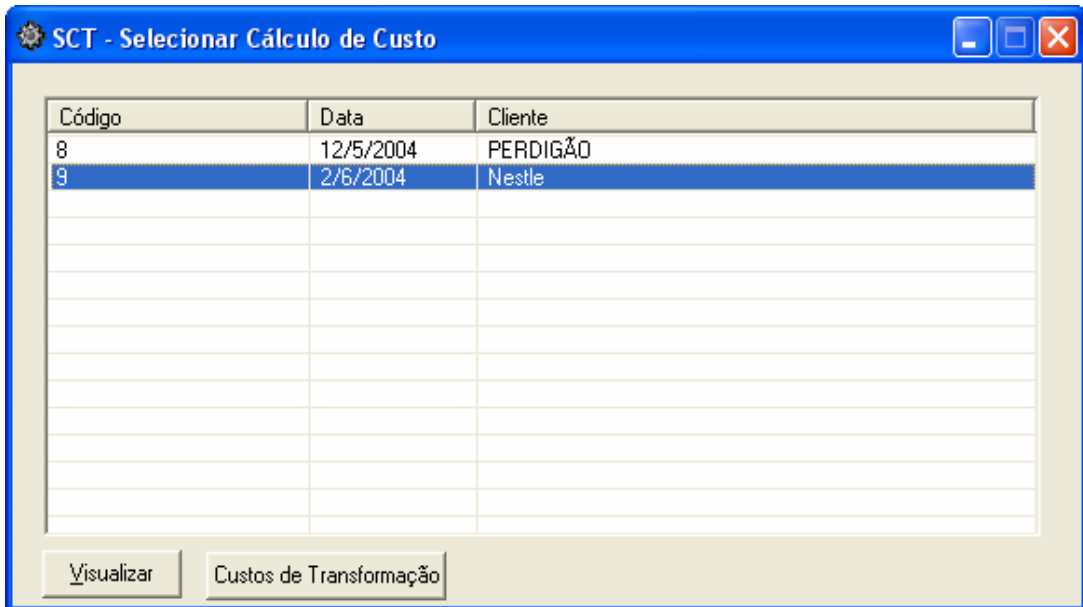 SCT - Selecionar Cálculo de Custo
Código Data Cliente
8 12/5/2004 PERDIGÃO
9 2/6/2004 Nestle
Visualizar Custos de Transformação